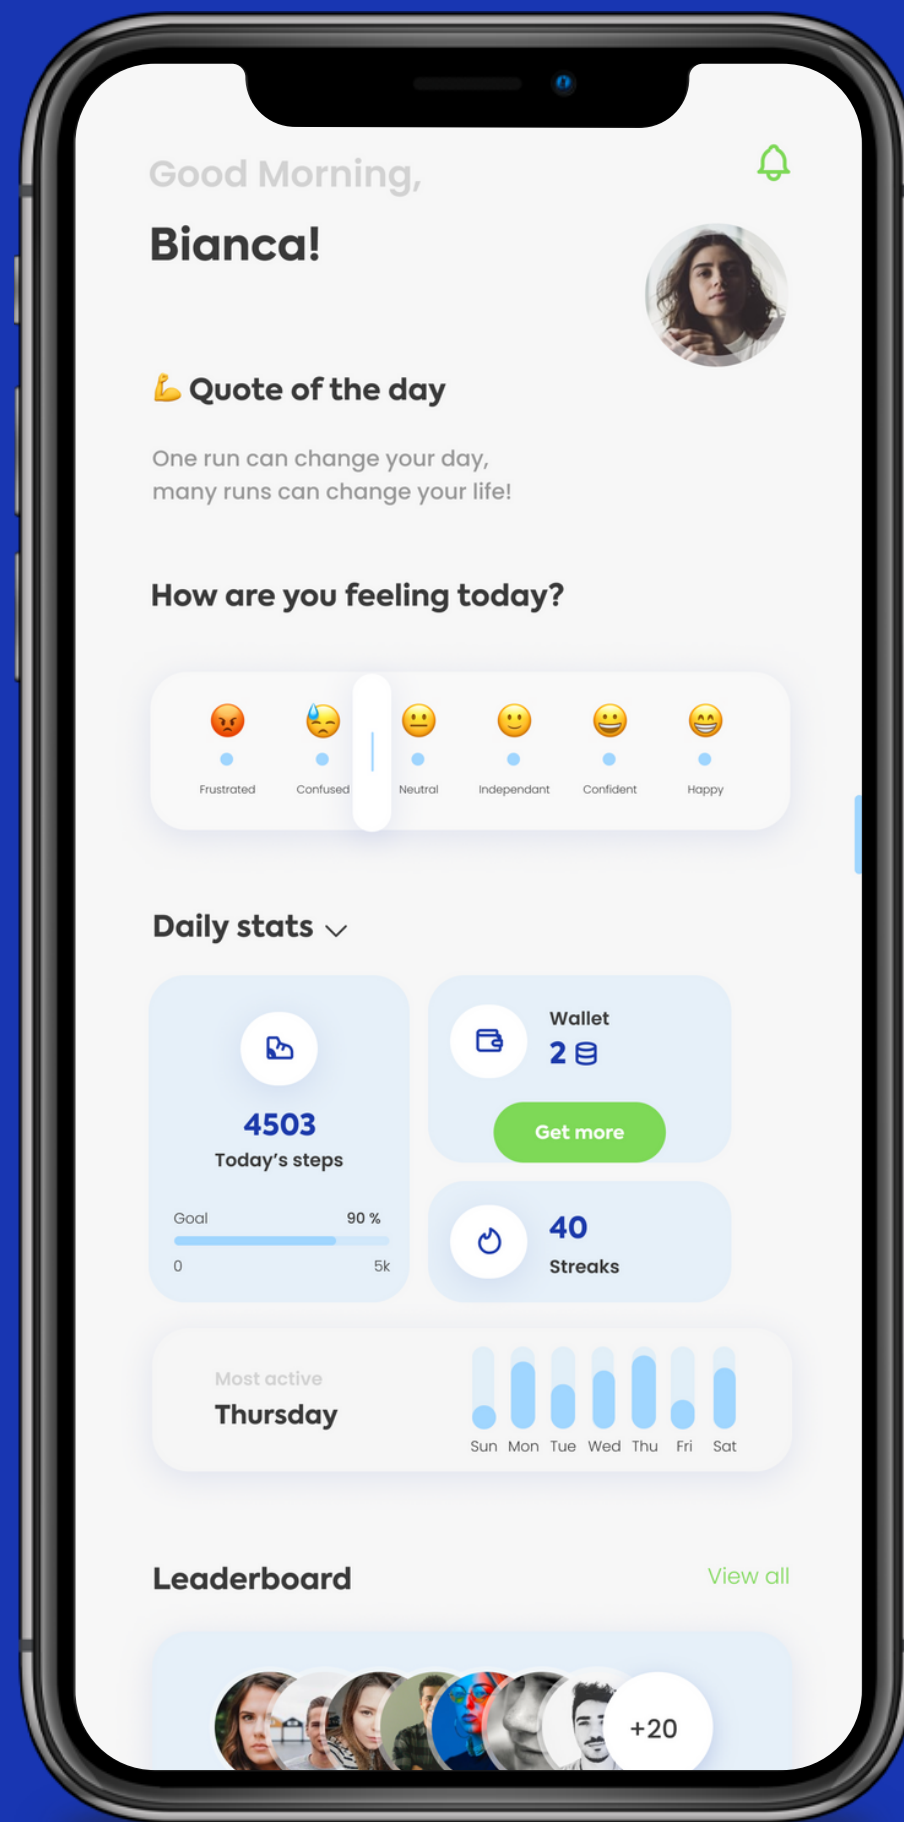 Good Morning,
Bianca!
Quote of the day
One run can change your day,
many runs can change your life!
How are you feeling today?
Frustrated Confused Neutral Independant Confident Happy
Daily stats
4503
Today's steps
Goal 90 %
0 5k
Wallet
2
Get more
40
Streaks
Most active
Thursday
Sun Mon Tue Wed Thu Fri Sat
Leaderboard View all
+20